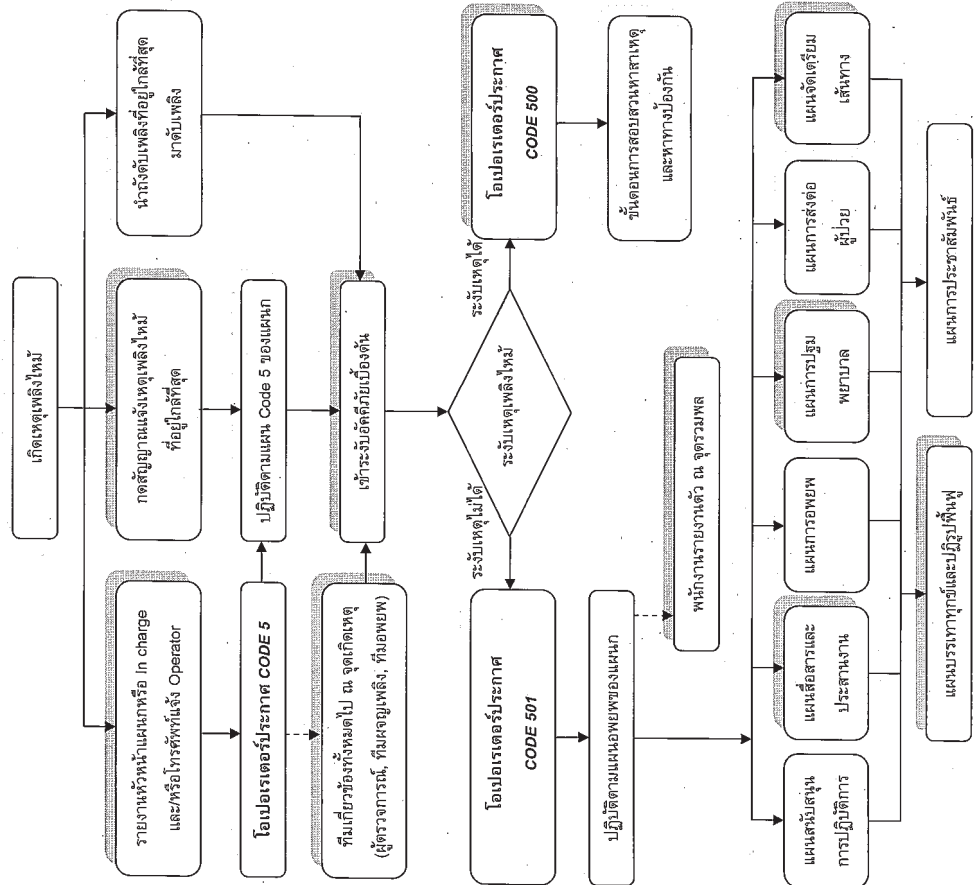 เกิดเหตุเพลิงไหม้
รายงานหัวหน้าแผนกหรือ In charge
และ/หรือโทรศัพท์แจ้ง Operator
กดสัญญาณแจ้งเหตุเพลิงไหม้
ที่อยู่ใกล้ที่สุด
นำถังดับเพลิงที่อยู่ใกล้ที่สุด
มาดับเพลิง
โอเปอเรเตอร์ประกาศ CODE 5
ปฏิบัติตามแผน Code 5 ของแผนก
ทีมเกี่ยวข้องทั้งหมดไป ณ จุดเกิดเหตุ
(ผู้ตรวจการณ์, ทีมผจญเพลิง, ทีมอพยพ)
เข้าระงับอัคคีภัยเบื้องต้น
ระงับเหตุไม่ได้
ระงับเหตุเพลิงไหม้
ระงับเหตุได้
โอเปอเรเตอร์ประกาศ
CODE 501
โอเปอเรเตอร์ประกาศ
CODE 500
ปฏิบัติตามแผนอพยพของแผนก
ขั้นตอนการสอบสวนหาสาเหตุ
และหาทางป้องกัน
พนักงานรายงานตัว ณ จุดรวมพล
แผนสนับสนุน
การปฏิบัติการ
แผนสื่อสารและ
ประสานงาน
แผนการอพยพ
แผนการปฐม
พยาบาล
แผนการส่งต่อ
ผู้ป่วย
แผนจัดเตรียม
เส้นทาง
แผนบรรเทาทุกข์และปฏิรูปฟื้นฟู
แผนการประชาสัมพันธ์